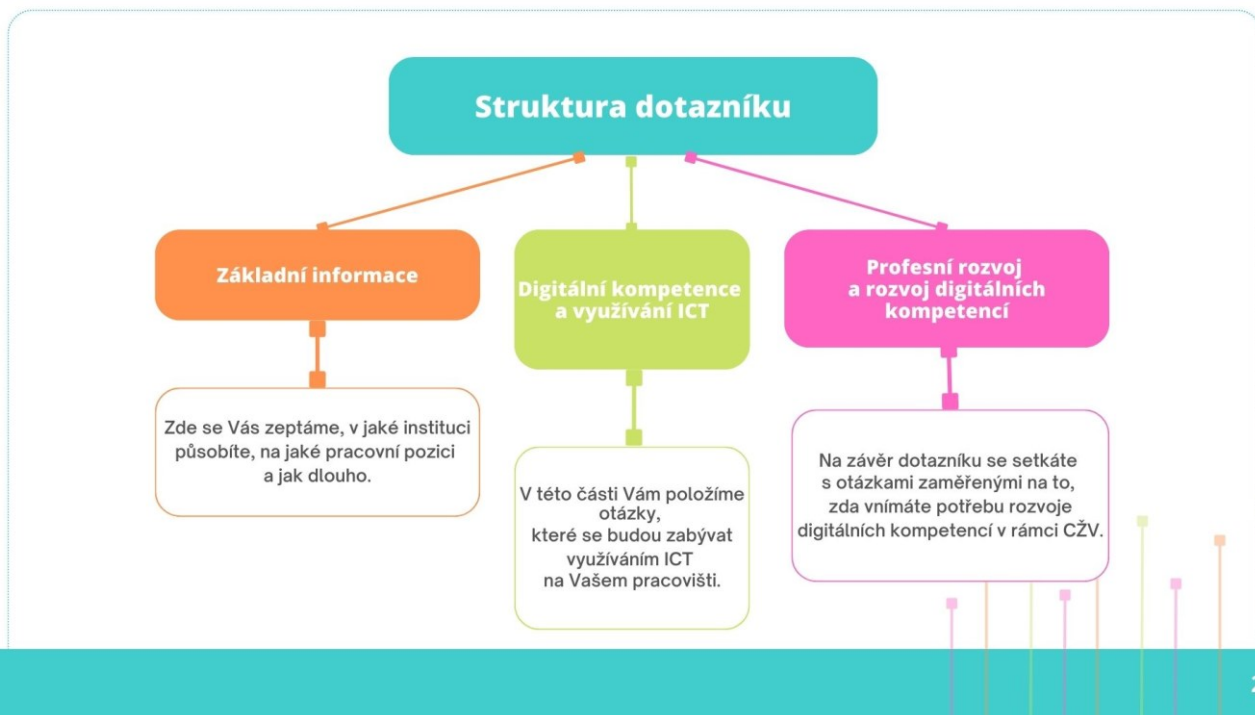 Struktura dotazníku
Základní informace
Zde se Vás zeptáme, v jaké instituci
působíte, na jaké pracovní pozici
a jak dlouho.
Digitální kompetence
a využívání ICT
V této části Vám položíme
otázky,
které se budou zabývat
využíváním ICT
na Vašem pracovišti.
Profesní rozvoj
a rozvoj digitálních
kompetencí
Na závěr dotazníku se setkáte
s otázkami zaměřenými na to,
zda vnímáte potřebu rozvoje
digitálních kompetencí v rámci CŽV.